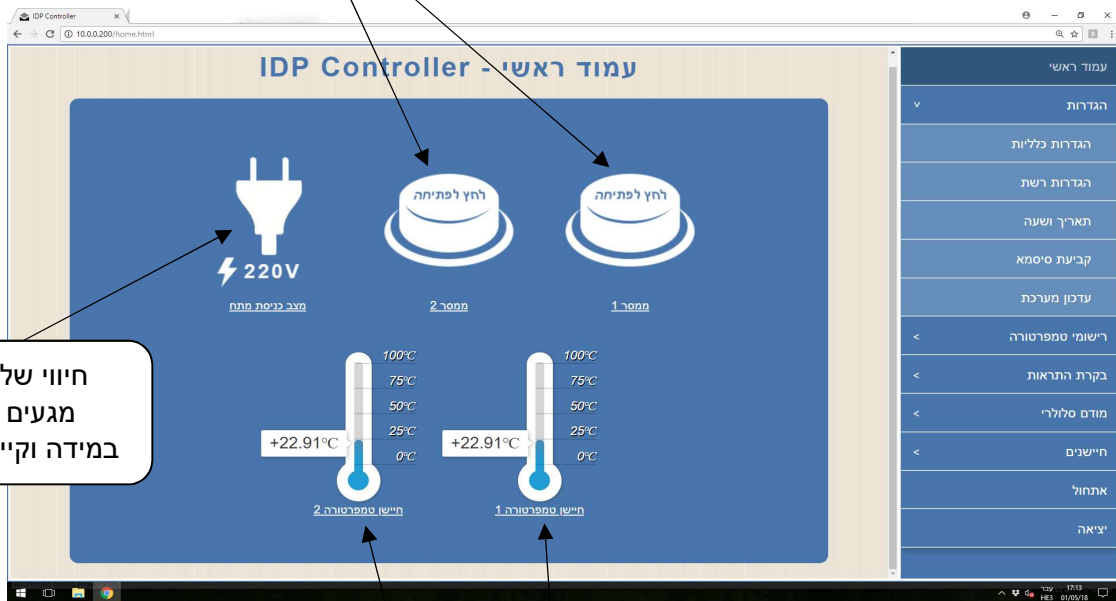 IDP Controller
10.0.0.200/home.html
עמוד ראשי - IDP Controller
עמוד ראשי
הגדרות
הגדרות כלליות
הגדרות רשת
תאריך ושעה
קביעת סיסמא
עדכון מערכת
רישומי טמפרטורה
בקרת התראות
מודם סלולרי
חיישנים
אתחול
יציאה
לחץ לפתיחה
ממסר 1
לחץ לפתיחה
ממסר 2
220V
מצב כניסת מתח
חיווי של
מגעים
במידה וקיי
100°C
75°C
50°C
25°C
0°C
+22.91°C
חיישן טמפרטורה 1
100°C
75°C
50°C
25°C
0°C
+22.91°C
חיישן טמפרטורה 2
17:13
עבר
HE3
01/05/18